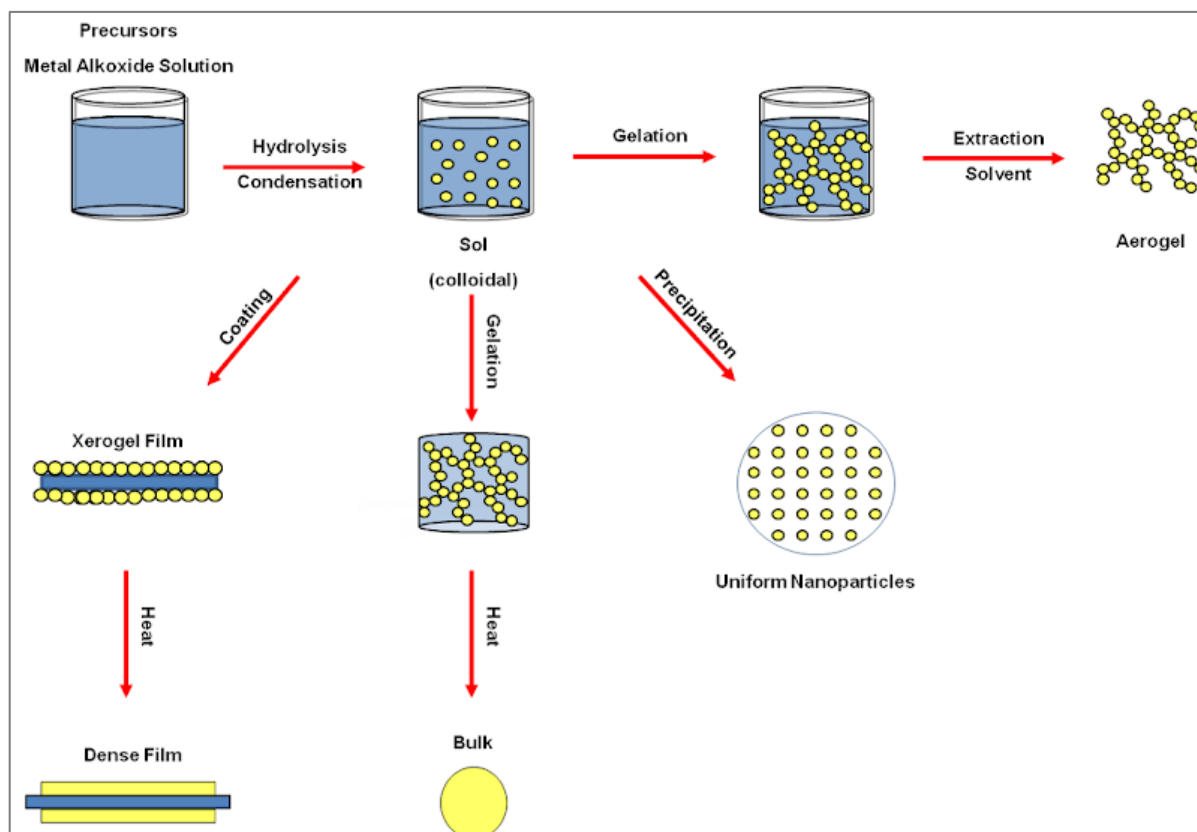 Precursors
Metal Alkoxide Solution
Hydrolysis
Condensation
Gelation
Extraction
Solvent
Sol
(colloidal)
Aerogel
Coating
Gelation
Precipitation
Xerogel Film
Uniform Nanoparticles
Heat
Heat
Dense Film
Bulk